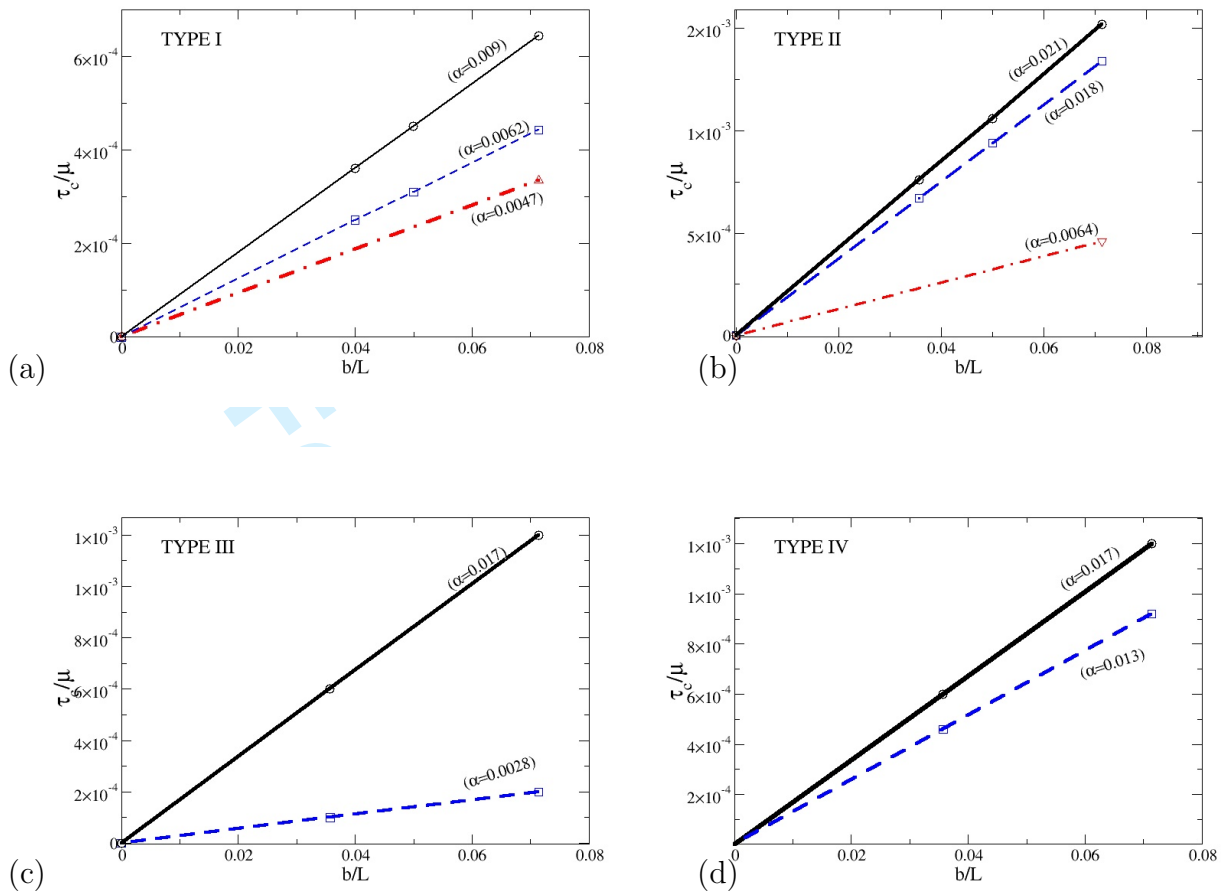 TYPE I
6×10⁻⁴
4×10⁻⁴
2×10⁻⁴
0
τc/μ
(α=0.009)
(α=0.0062)
(α=0.0047)
0 0.02 0.04 0.06 0.08
b/L
(a)
TYPE II
2×10⁻³
1×10⁻³
5×10⁻⁴
0
τc/μ
(α=0.021)
(α=0.018)
(α=0.0064)
0 0.02 0.04 0.06 0.08
b/L
(b)
TYPE III
1×10⁻³
1×10⁻³
8×10⁻⁴
6×10⁻⁴
4×10⁻⁴
2×10⁻⁴
0
τc/μ
(α=0.017)
(α=0.0028)
0 0.02 0.04 0.06 0.08
b/L
(c)
TYPE IV
1×10⁻³
1×10⁻³
8×10⁻⁴
6×10⁻⁴
4×10⁻⁴
2×10⁻⁴
0
τc/μ
(α=0.017)
(α=0.013)
0 0.02 0.04 0.06 0.08
b/L
(d)